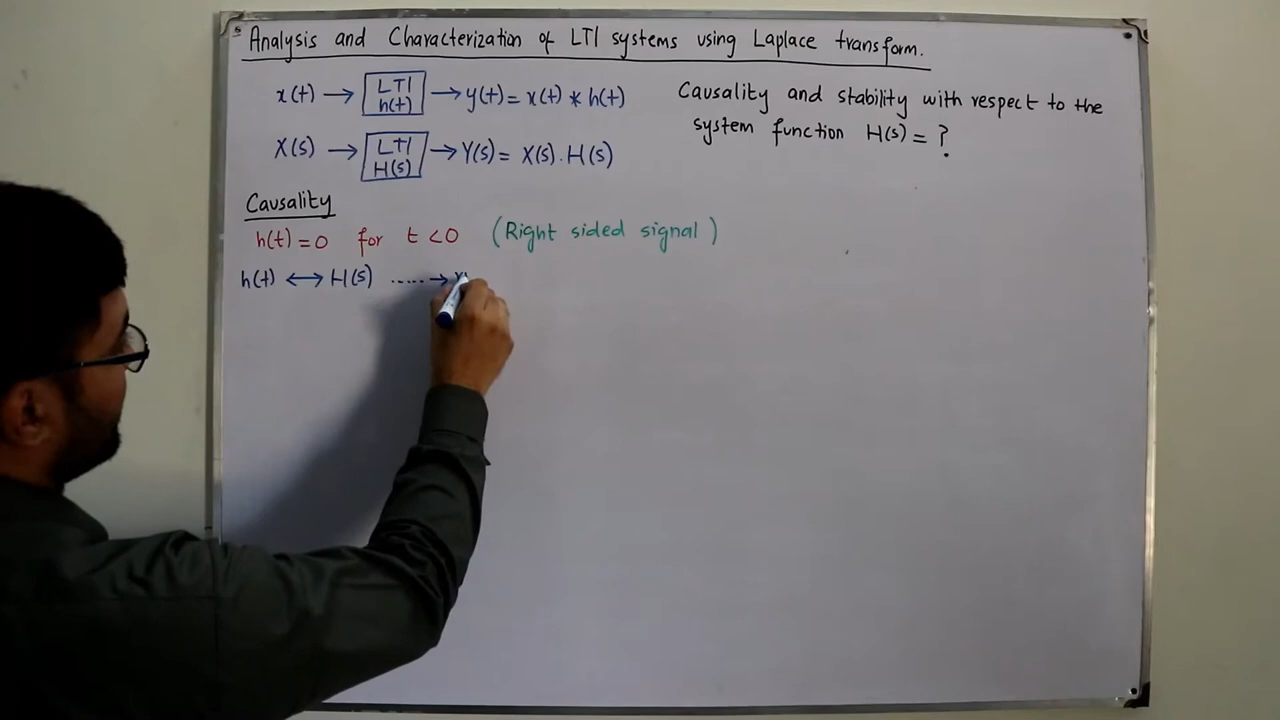 Analysis and Characterization of LTI systems using Laplace transform.
x(t) → LTI h(t) → y(t) = x(t) * h(t)
X(s) → LTI H(s) → Y(s) = X(s) . H(s)
Causality and stability with respect to the
system function H(s) = ?
Causality
h(t) = 0 for t < 0 (Right sided signal)
h(t) ↔ H(s) ..... →